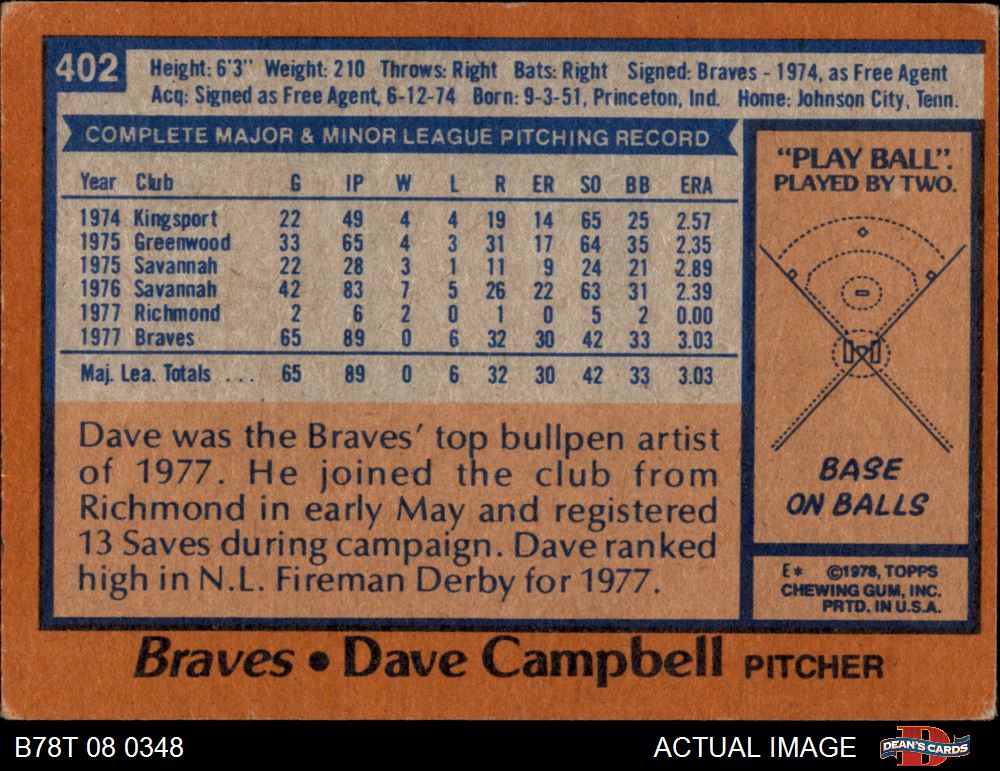 402
Height: 6'3" Weight: 210 Throws: Right Bats: Right Signed: Braves - 1974, as Free Agent
Acq: Signed as Free Agent, 6-12-74 Born: 9-3-51, Princeton, Ind. Home: Johnson City, Tenn.
COMPLETE MAJOR & MINOR LEAGUE PITCHING RECORD
Year Club G IP W L R ER SO BB ERA
1974 Kingsport 22 49 4 4 19 14 65 25 2.57
1975 Greenwood 33 65 4 3 31 17 64 35 2.35
1975 Savannah 22 28 3 1 11 9 24 21 2.89
1976 Savannah 42 83 7 5 26 22 63 31 2.39
1977 Richmond 2 6 2 0 1 0 5 2 0.00
1977 Braves 65 89 0 6 32 30 42 33 3.03
Maj. Lea. Totals ... 65 89 0 6 32 30 42 33 3.03
Dave was the Braves' top bullpen artist
of 1977. He joined the club from
Richmond in early May and registered
13 Saves during campaign. Dave ranked
high in N.L. Fireman Derby for 1977.
"PLAY BALL".
PLAYED BY TWO.
BASE
ON BALLS
E* ©1978, TOPPS
CHEWING GUM, INC.
PRTD. IN U.S.A.
Braves • Dave Campbell PITCHER
B78T 08 0348
ACTUAL IMAGE
DEAN'S CARDS